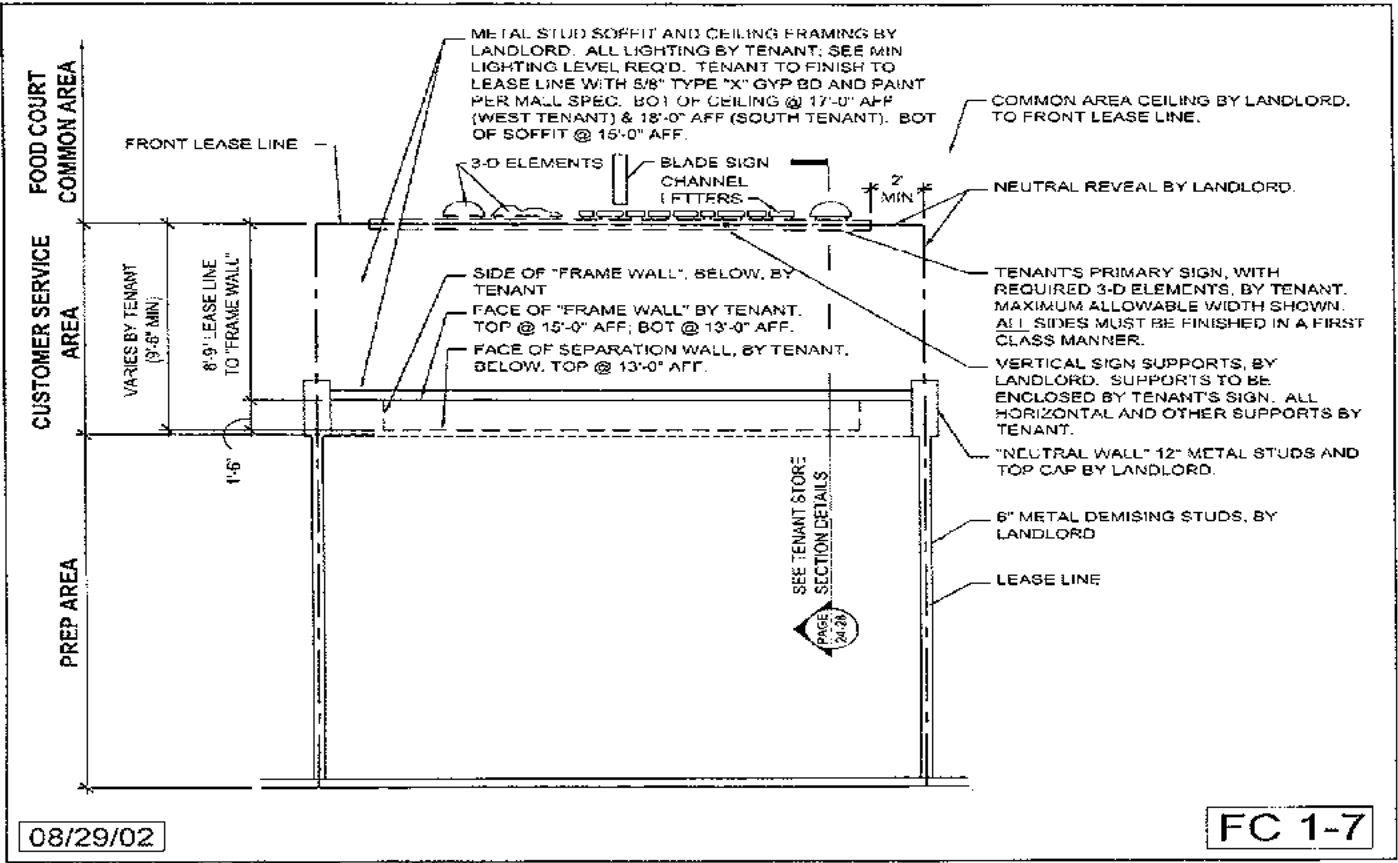 METAL STUD SOFFIT AND CEILING FRAMING BY
LANDLORD. ALL LIGHTING BY TENANT; SEE MIN
LIGHTING LEVEL REQ'D. TENANT TO FINISH TO
LEASE LINE WITH 5/8" TYPE "X" GYP BD AND PAINT
PER MALL SPEC. BOT OF CEILING @ 17'-0" AFF
(WEST TENANT) & 18'-0" AFF (SOUTH TENANT). BOT
OF SOFFIT @ 15'-0" AFF.
COMMON AREA CEILING BY LANDLORD,
TO FRONT LEASE LINE.
FOOD COURT
COMMON AREA
FRONT LEASE LINE
3-D ELEMENTS
BLADE SIGN
CHANNEL
LETTERS
2'
MIN
NEUTRAL REVEAL BY LANDLORD.
CUSTOMER SERVICE
AREA
VARIES BY TENANT
(9'-6" MIN)
8'-9" LEASE LINE
TO "FRAME WALL"
SIDE OF "FRAME WALL", BELOW, BY
TENANT
FACE OF "FRAME WALL" BY TENANT.
TOP @ 15'-0" AFF; BOT @ 13'-0" AFF.
FACE OF SEPARATION WALL, BY TENANT,
BELOW. TOP @ 13'-0" AFF.
TENANT'S PRIMARY SIGN, WITH
REQUIRED 3-D ELEMENTS, BY TENANT.
MAXIMUM ALLOWABLE WIDTH SHOWN.
ALL SIDES MUST BE FINISHED IN A FIRST
CLASS MANNER.
VERTICAL SIGN SUPPORTS, BY
LANDLORD. SUPPORTS TO BE
ENCLOSED BY TENANT'S SIGN. ALL
HORIZONTAL AND OTHER SUPPORTS BY
TENANT.
"NEUTRAL WALL" 12" METAL STUDS AND
TOP CAP BY LANDLORD.
1'-6"
SEE TENANT STORE
SECTION DETAILS
PAGE
24-28
6" METAL DEMISING STUDS, BY
LANDLORD
LEASE LINE
PREP AREA
08/29/02
FC 1-7